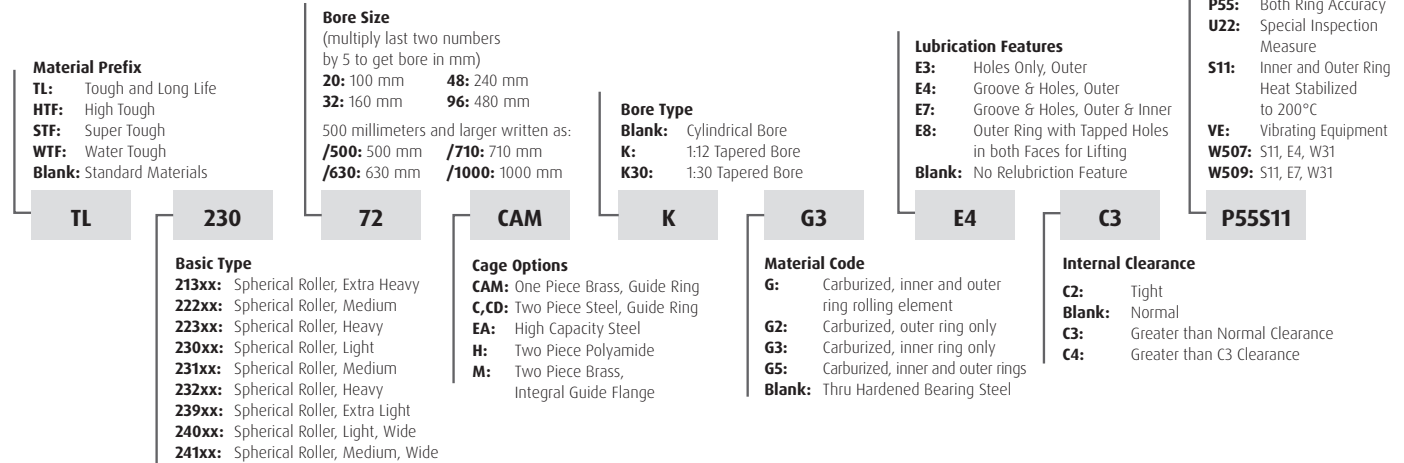 Material Prefix
TL: Tough and Long Life
HTF: High Tough
STF: Super Tough
WTF: Water Tough
Blank: Standard Materials
Bore Size
(multiply last two numbers
by 5 to get bore in mm)
20: 100 mm 48: 240 mm
32: 160 mm 96: 480 mm
500 millimeters and larger written as:
/500: 500 mm /710: 710 mm
/630: 630 mm /1000: 1000 mm
Bore Type
Blank: Cylindrical Bore
K: 1:12 Tapered Bore
K30: 1:30 Tapered Bore
Lubrication Features
E3: Holes Only, Outer
E4: Groove & Holes, Outer
E7: Groove & Holes, Outer & Inner
E8: Outer Ring with Tapped Holes
in both Faces for Lifting
Blank: No Relubriction Feature
P55: Both Ring Accuracy
U22: Special Inspection
Measure
S11: Inner and Outer Ring
Heat Stabilized
to 200°C
VE: Vibrating Equipment
W507: S11, E4, W31
W509: S11, E7, W31
TL 230 72 CAM K G3 E4 C3 P55S11
Basic Type
213xx: Spherical Roller, Extra Heavy
222xx: Spherical Roller, Medium
223xx: Spherical Roller, Heavy
230xx: Spherical Roller, Light
231xx: Spherical Roller, Medium
232xx: Spherical Roller, Heavy
239xx: Spherical Roller, Extra Light
240xx: Spherical Roller, Light, Wide
241xx: Spherical Roller, Medium, Wide
Cage Options
CAM: One Piece Brass, Guide Ring
C,CD: Two Piece Steel, Guide Ring
EA: High Capacity Steel
H: Two Piece Polyamide
M: Two Piece Brass,
Integral Guide Flange
Material Code
G: Carburized, inner and outer
ring rolling element
G2: Carburized, outer ring only
G3: Carburized, inner ring only
G5: Carburized, inner and outer rings
Blank: Thru Hardened Bearing Steel
Internal Clearance
C2: Tight
Blank: Normal
C3: Greater than Normal Clearance
C4: Greater than C3 Clearance